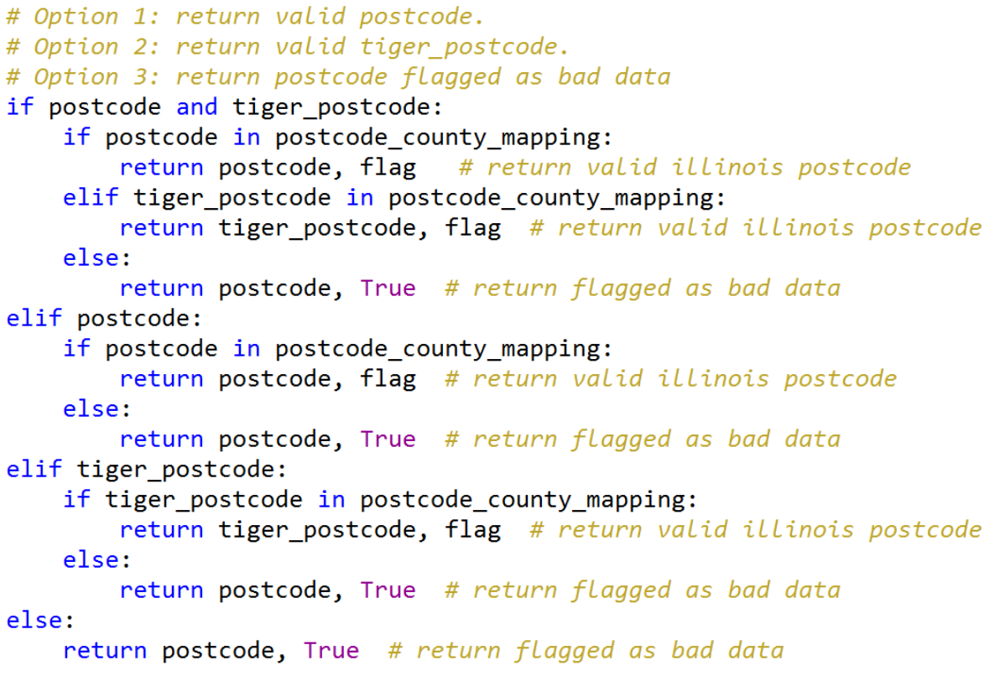 # Option 1: return valid postcode.
# Option 2: return valid tiger_postcode.
# Option 3: return postcode flagged as bad data
if postcode and tiger_postcode:
    if postcode in postcode_county_mapping:
        return postcode, flag   # return valid illinois postcode
    elif tiger_postcode in postcode_county_mapping:
        return tiger_postcode, flag  # return valid illinois postcode
    else:
        return postcode, True  # return flagged as bad data
elif postcode:
    if postcode in postcode_county_mapping:
        return postcode, flag  # return valid illinois postcode
    else:
        return postcode, True  # return flagged as bad data
elif tiger_postcode:
    if tiger_postcode in postcode_county_mapping:
        return tiger_postcode, flag  # return valid illinois postcode
    else:
        return postcode, True  # return flagged as bad data
else:
    return postcode, True  # return flagged as bad data